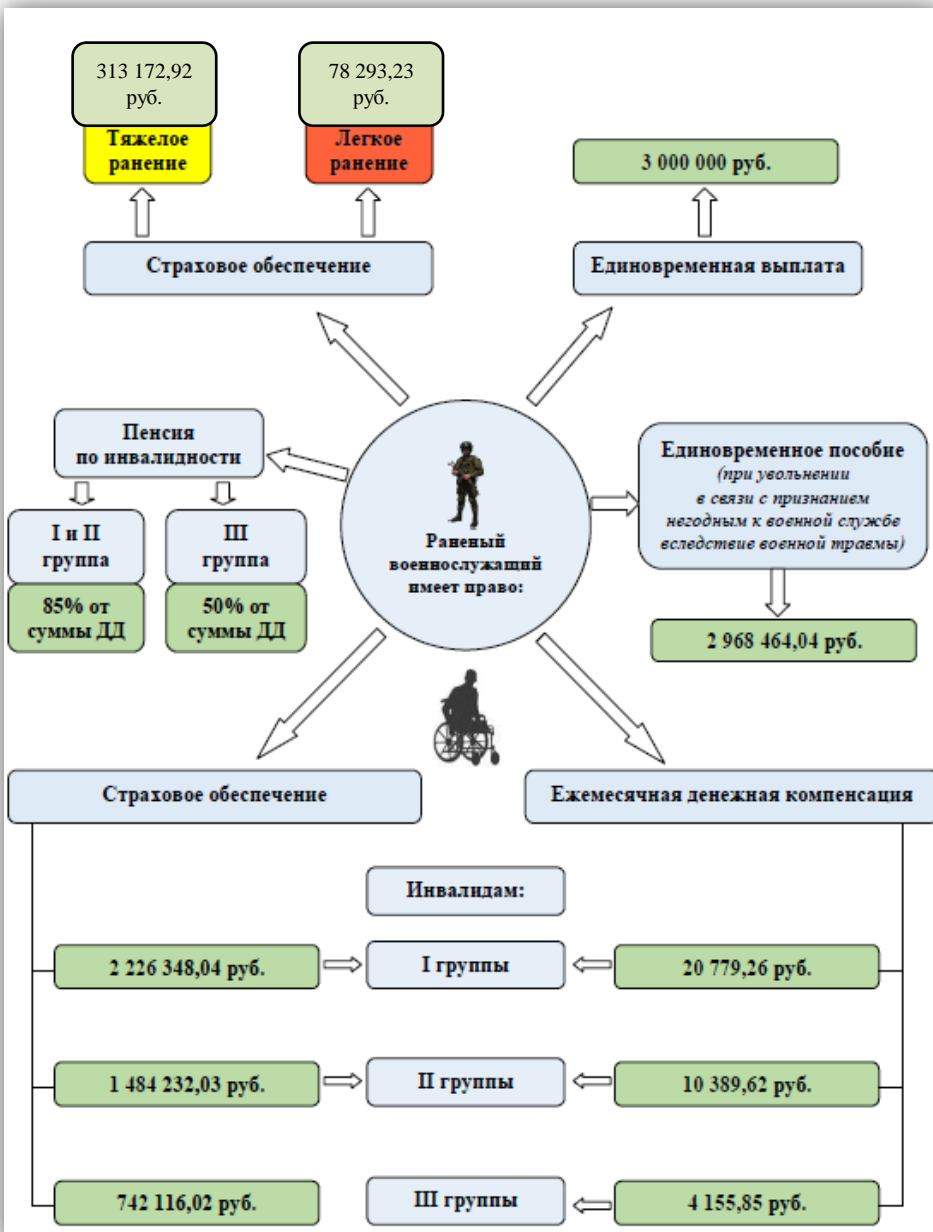 313 172,92
руб.
Тяжелое
ранение
78 293,23
руб.
Легкое
ранение
3 000 000 руб.
Страховое обеспечение
Единовременная выплата
Пенсия
по инвалидности
I и II
группа
85% от
суммы ДД
III
группа
50% от
суммы ДД
Раненый
военнослужащий
имеет право:
Единовременное пособие
(при увольнении
в связи с признанием
негодным к военной службе
вследствие военной травмы)
2 968 464,04 руб.
Страховое обеспечение
Ежемесячная денежная компенсация
Инвалидам:
2 226 348,04 руб.
I группы
20 779,26 руб.
1 484 232,03 руб.
II группы
10 389,62 руб.
742 116,02 руб.
III группы
4 155,85 руб.